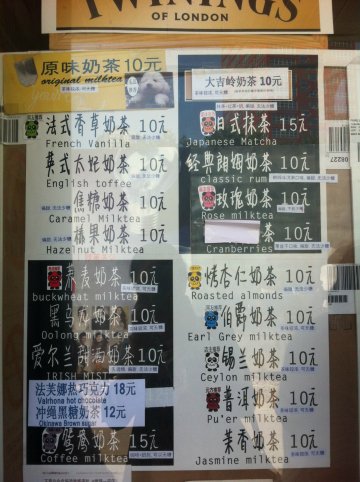 TWININGS
OF LONDON
原味奶茶 10元
original milktea
大吉岭奶茶 10元
法式香草奶茶 10元
French Vanilla
英式太妃奶茶 10元
English toffee
焦糖奶茶 10元
Caramel Milktea
榛果奶茶 10元
Hazelnut Milktea
荞麦奶茶 10元
buckwheat milktea
黑乌龙奶茶 10元
Oolong milktea
爱尔兰甜酒奶茶 10元
IRISH MIST
法芙娜热巧克力 18元
Valrhona hot chocolate
冲绳黑糖奶茶 12元
Okinawa Brown sugar
鸳鸯奶茶 15元
Coffee milktea
日式抹茶 15元
Japanese Matcha
经典朗姆奶茶 10元
classic rum
玫瑰奶茶 10元
Rose milktea
茶 10元
Cranberries
烤杏仁奶茶 10元
Roasted almonds
伯爵奶茶 10元
Earl Grey milktea
锡兰奶茶 10元
Ceylon milktea
普洱奶茶 10元
Pu'er milktea
茉香奶茶 10元
Jasmine milktea